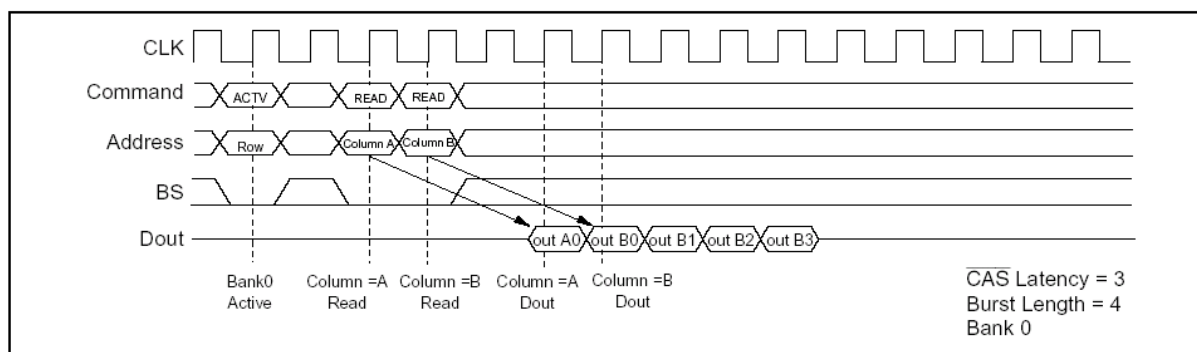 CLK
Command ACTV READ READ
Address Row Column A Column B
BS
Dout out A0 out B0 out B1 out B2 out B3
Bank0 Active
Column =A Read
Column =B Read
Column =A Dout
Column =B Dout
CAS Latency = 3
Burst Length = 4
Bank 0